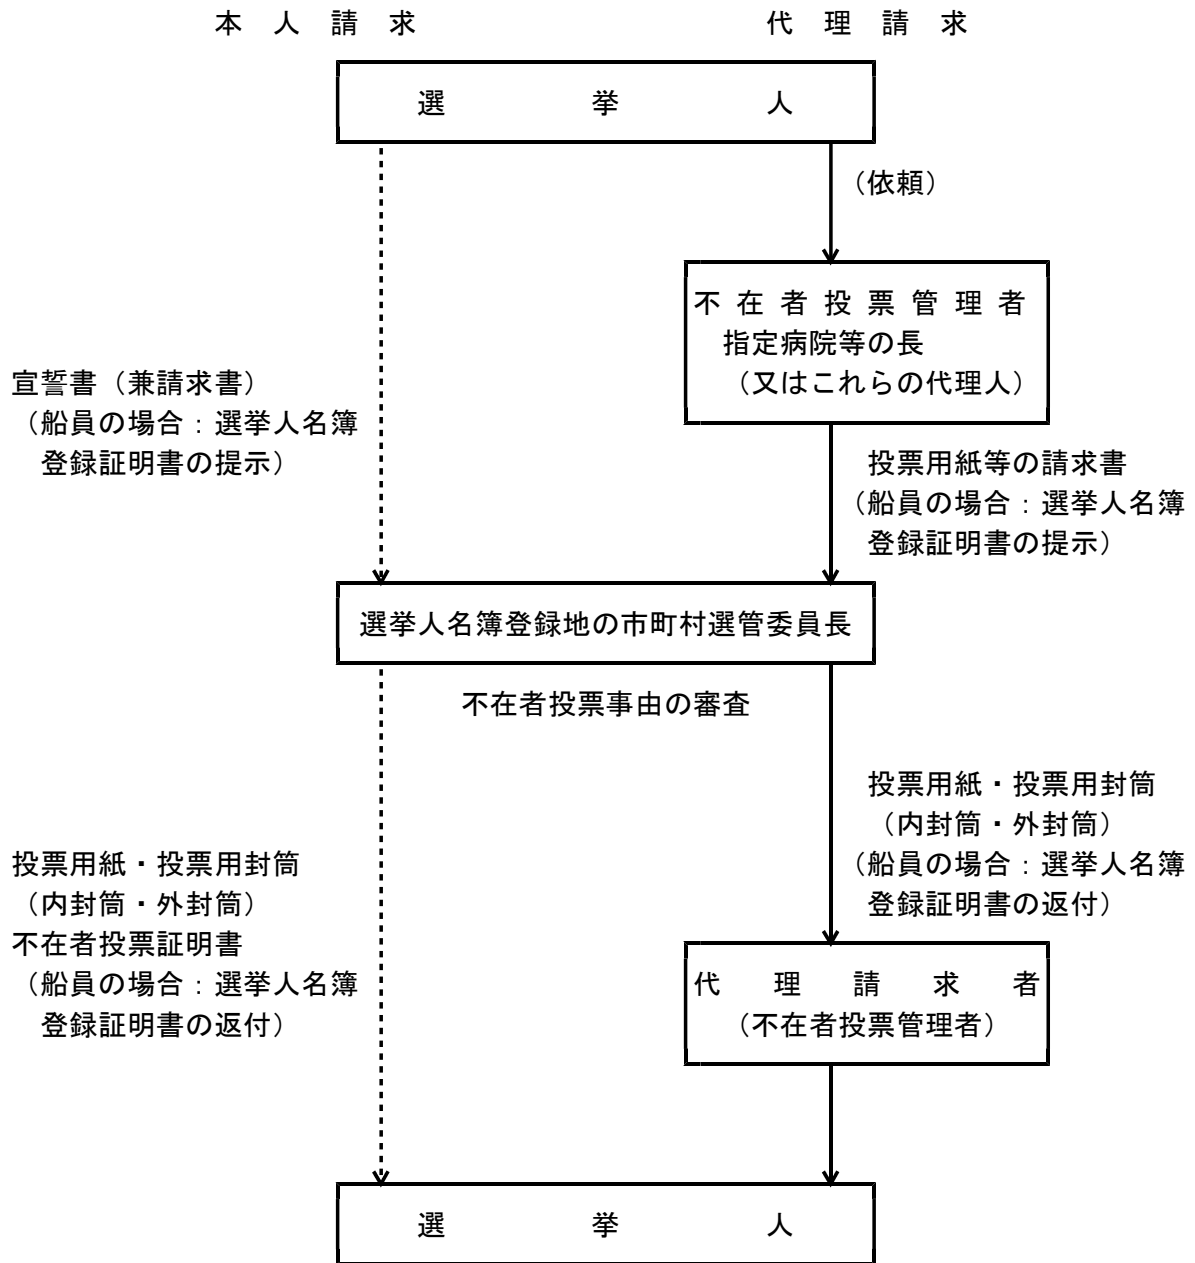 本人請求
代理請求
選挙人
(依頼)
不在者投票管理者
指定病院等の長
(又はこれらの代理人)
宣誓書(兼請求書)
(船員の場合:選挙人名簿
登録証明書の提示)
投票用紙等の請求書
(船員の場合:選挙人名簿
登録証明書の提示)
選挙人名簿登録地の市町村選管委員長
不在者投票事由の審査
投票用紙・投票用封筒
(内封筒・外封筒)
(船員の場合:選挙人名簿
登録証明書の返付)
投票用紙・投票用封筒
(内封筒・外封筒)
不在者投票証明書
(船員の場合:選挙人名簿
登録証明書の返付)
代理請求者
(不在者投票管理者)
選挙人